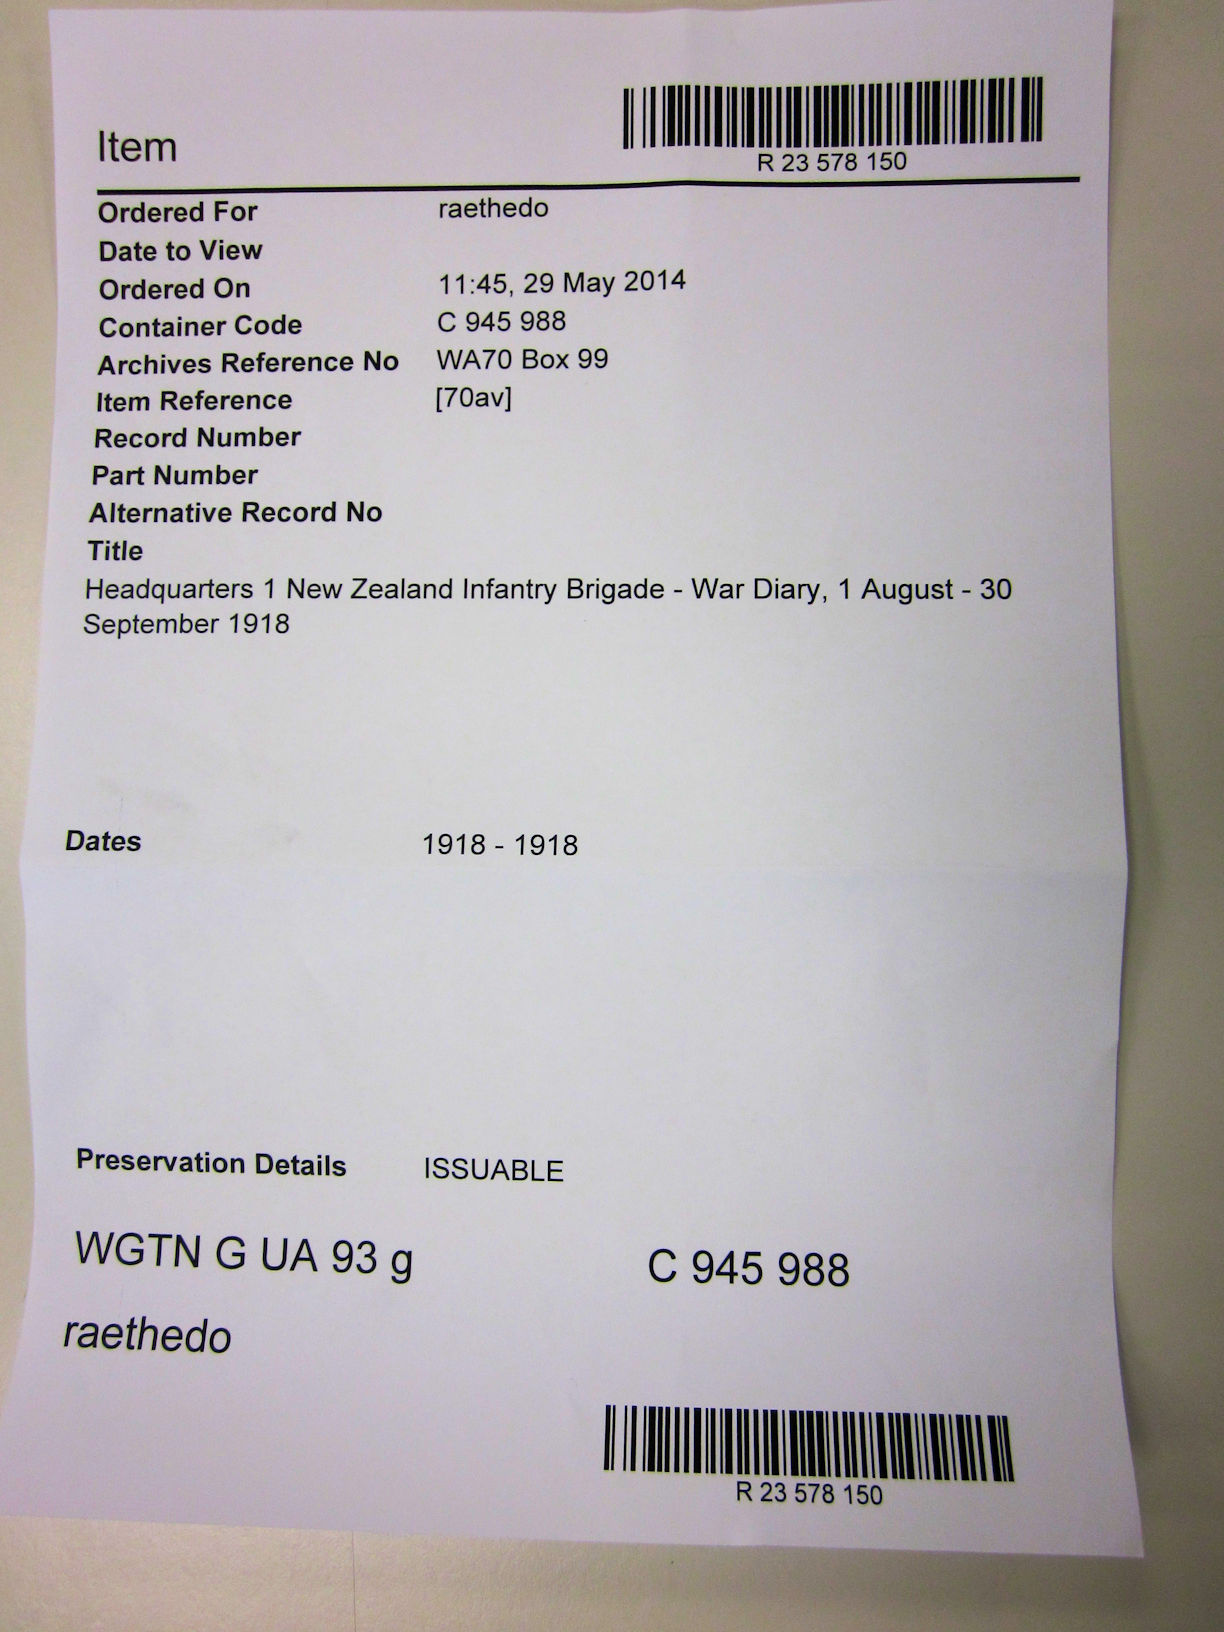 Item
R 23 578 150
Ordered For raethedo
Date to View
Ordered On 11:45, 29 May 2014
Container Code C 945 988
Archives Reference No WA70 Box 99
Item Reference [70av]
Record Number
Part Number
Alternative Record No
Title
Headquarters 1 New Zealand Infantry Brigade - War Diary, 1 August - 30
September 1918
Dates 1918 - 1918
Preservation Details ISSUABLE
WGTN G UA 93 g C 945 988
raethedo
R 23 578 150